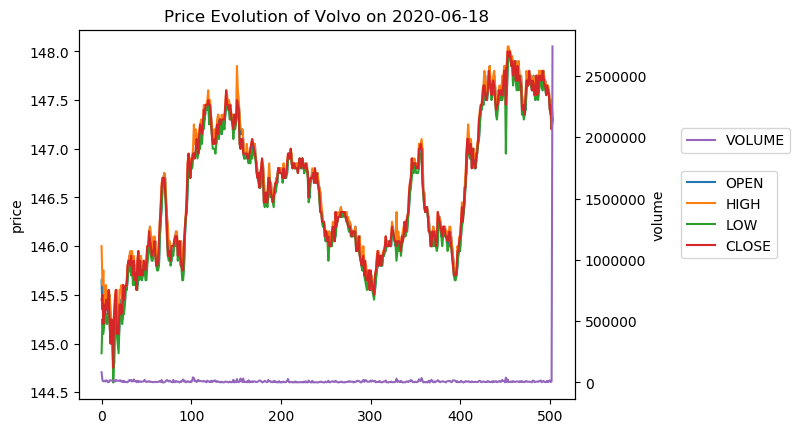 Price Evolution of Volvo on 2020-06-18
148.0
147.5
147.0
146.5
146.0
145.5
145.0
144.5
price
0
100
200
300
400
500
2500000
2000000
1500000
1000000
500000
0
volume
VOLUME
OPEN
HIGH
LOW
CLOSE